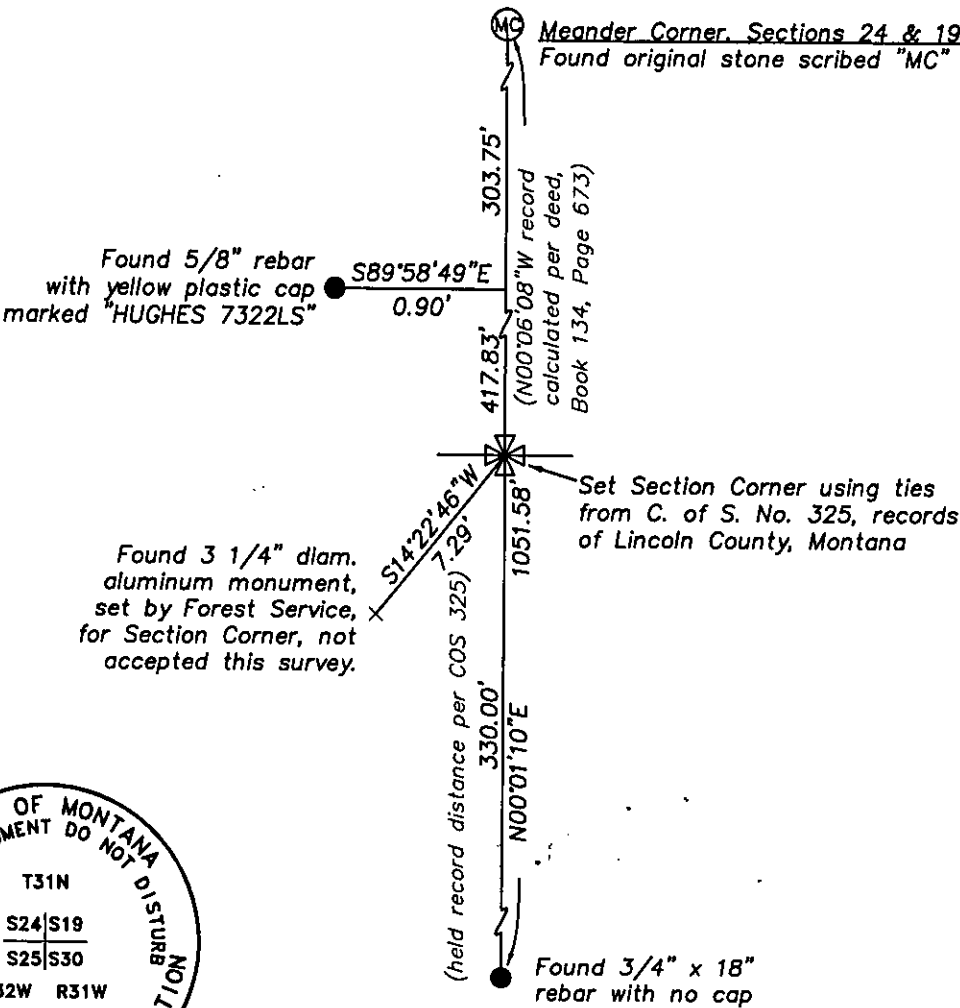 MC
Meander Corner. Sections 24 & 19
Found original stone scribed "MC"
303.75'
(N00°06'08"W record
calculated per deed,
Book 134, Page 673)
Found 5/8" rebar
with yellow plastic cap
marked "HUGHES 7322LS"
S89°58'49"E
0.90'
417.83'
Set Section Corner using ties
from C. of S. No. 325, records
of Lincoln County, Montana
S14°22'46"W
7.29'
Found 3 1/4" diam.
aluminum monument,
set by Forest Service,
for Section Corner, not
accepted this survey.
1051.58'
(held record distance per COS 325)
330.00'
N00°01'10"E
Found 3/4" x 18"
rebar with no cap
OF MONTANA
MENT DO NOT DISTURB
T31N
S24 S19
S25 S30
32W R31W